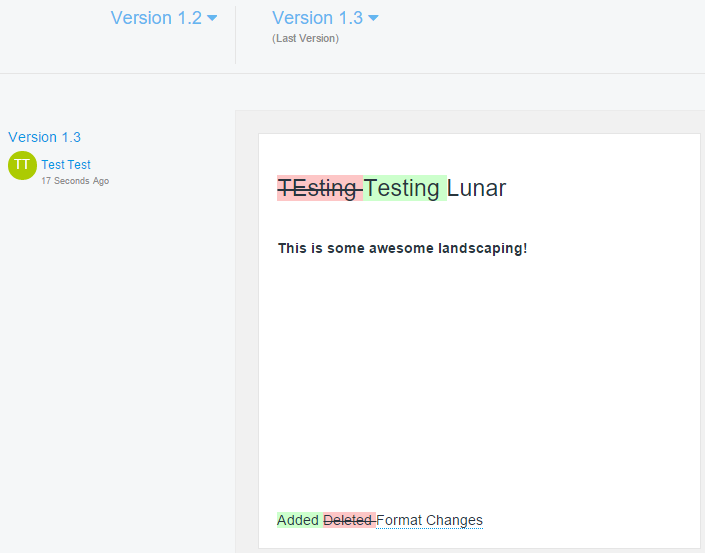 Version 1.2 Version 1.3
(Last Version)
Version 1.3
TT Test Test
17 Seconds Ago
TEsting Testing Lunar
This is some awesome landscaping!
Added Deleted Format Changes